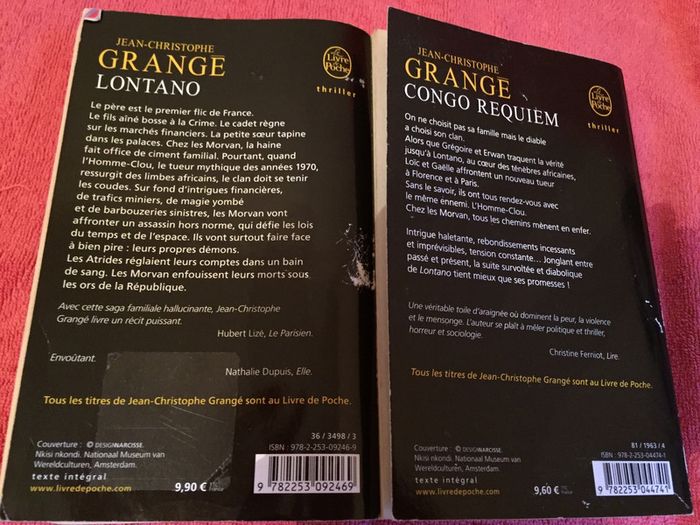 JEAN-CHRISTOPHE
GRANGÉ
LONTANO
Le Livre de Poche
thriller
Le père est le premier flic de France.
Le fils aîné bosse à la Crime. Le cadet règne
sur les marchés financiers. La petite sœur tapine
dans les palaces. Chez les Morvan, la haine
fait office de ciment familial. Pourtant, quand
l'Homme-Clou, le tueur mythique des années 1970,
ressurgit des limbes africains, le clan doit se tenir
les coudes. Sur fond d'intrigues financières,
de trafics miniers, de magie yombé
et de barbouzeries sinistres, les Morvan vont
affronter un assassin hors norme, qui défie les lois
du temps et de l'espace. Ils vont surtout faire face
à bien pire : leurs propres démons.
Les Atrides réglaient leurs comptes dans un bain
de sang. Les Morvan enfouissent leurs morts sous
les ors de la République.
Avec cette saga familiale hallucinante, Jean-Christophe
Grangé livre un récit puissant.
Hubert Lizé, Le Parisien.
Envoûtant.
Nathalie Dupuis, Elle.
Tous les titres de Jean-Christophe Grangé sont au Livre de Poche.
Couverture : © DESIGNARCISSE.
Nkisi nkondi. Nationaal Museum van
Wereldculturen, Amsterdam.
texte intégral
www.livredepoche.com
9,90 €
36 / 3498 / 3
ISBN : 978-2-253-09246-9
9 782253 092469
JEAN-CHRISTOPHE
GRANGÉ
CONGO REQUIEM
Le Livre de Poche
thriller
On ne choisit pas sa famille mais le diable
a choisi son clan.
Alors que Grégoire et Erwan traquent la vérité
jusqu'à Lontano, au cœur des ténèbres africaines,
Loïc et Gaëlle affrontent un nouveau tueur
à Florence et à Paris.
Sans le savoir, ils ont tous rendez-vous avec
le même ennemi. L'Homme-Clou.
Chez les Morvan, tous les chemins mènent en enfer.
Intrigue haletante, rebondissements incessants
et imprévisibles, tension constante... Jonglant entre
passé et présent, la suite survoltée et diabolique
de Lontano tient mieux que ses promesses !
Une véritable toile d'araignée où dominent la peur, la violence
et le mensonge. L'auteur se plaît à mêler politique et thriller,
horreur et sociologie.
Christine Ferniot, Lire.
Tous les titres de Jean-Christophe Grangé sont au Livre de Poche.
Couverture : © DESIGNARCISSE.
Nkisi nkondi. Nationaal Museum van
Wereldculturen, Amsterdam.
texte intégral
www.livredepoche.com
9,60 €
81 / 1963 / 4
ISBN : 978-2-253-04474-1
9 782253 044741